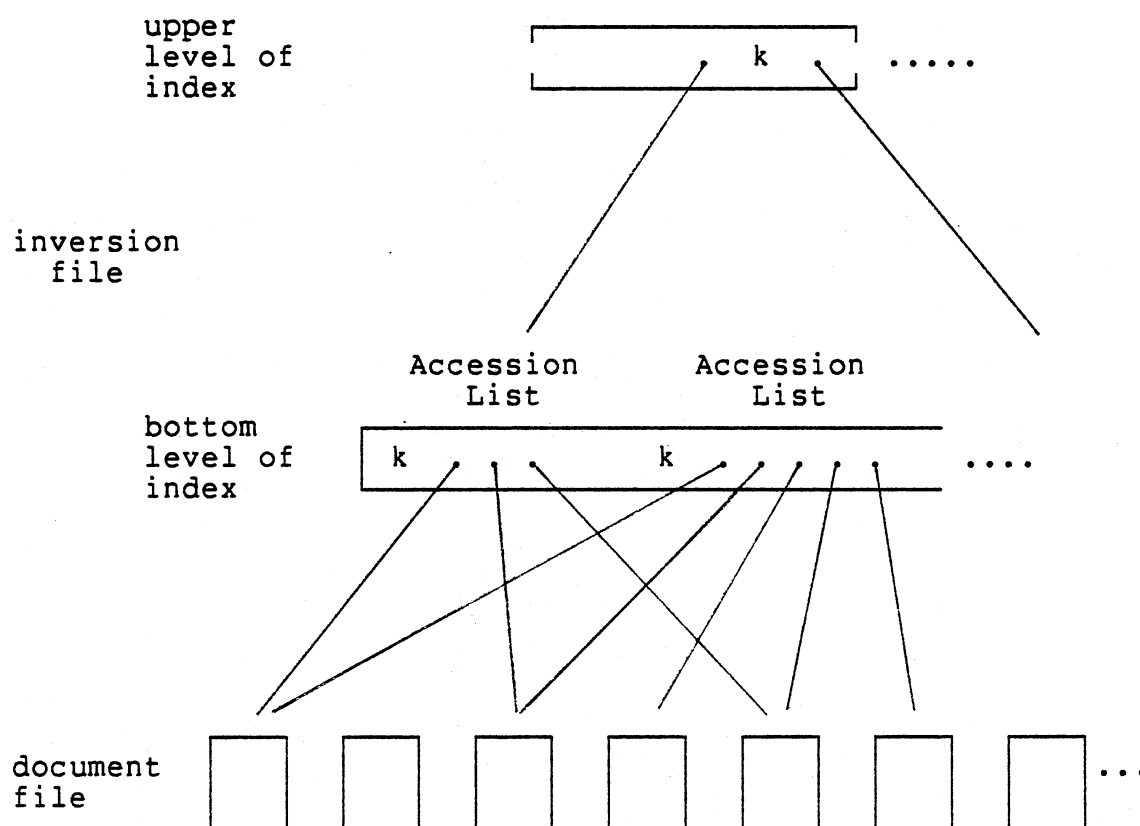 upper
level of
index
k
.....
inversion
file
Accession
List
Accession
List
bottom
level of
index
k
k
....
document
file
...